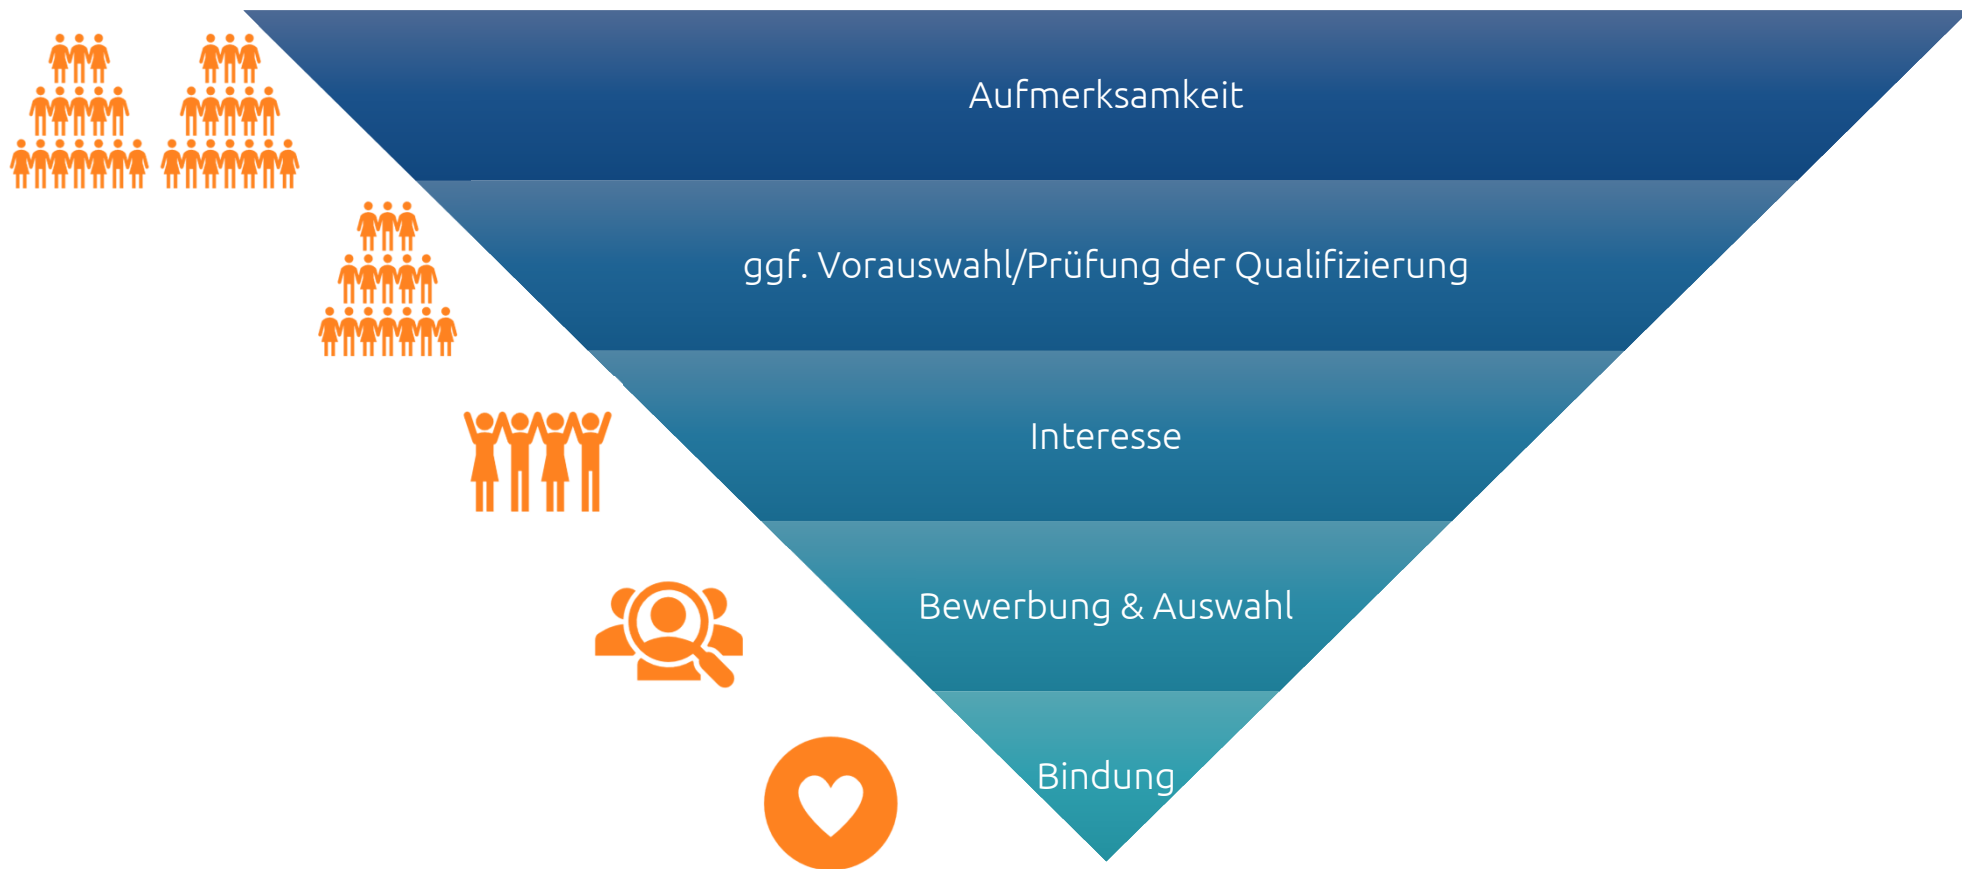 Aufmerksamkeit
ggf. Vorauswahl/Prüfung der Qualifizierung
Interesse
Bewerbung & Auswahl
Bindung